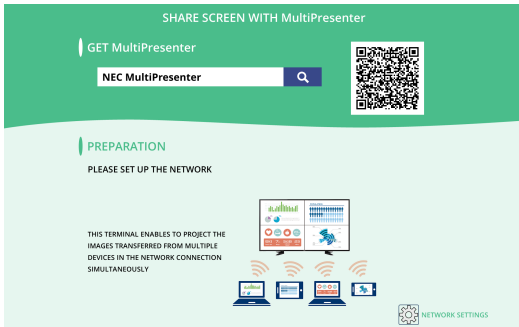 SHARE SCREEN WITH MultiPresenter
GET MultiPresenter
NEC MultiPresenter
PREPARATION
PLEASE SET UP THE NETWORK
THIS TERMINAL ENABLES TO PROJECT THE
IMAGES TRANSFERRED FROM MULTIPLE
DEVICES IN THE NETWORK CONNECTION
SIMULTANEOUSLY
NETWORK SETTINGS